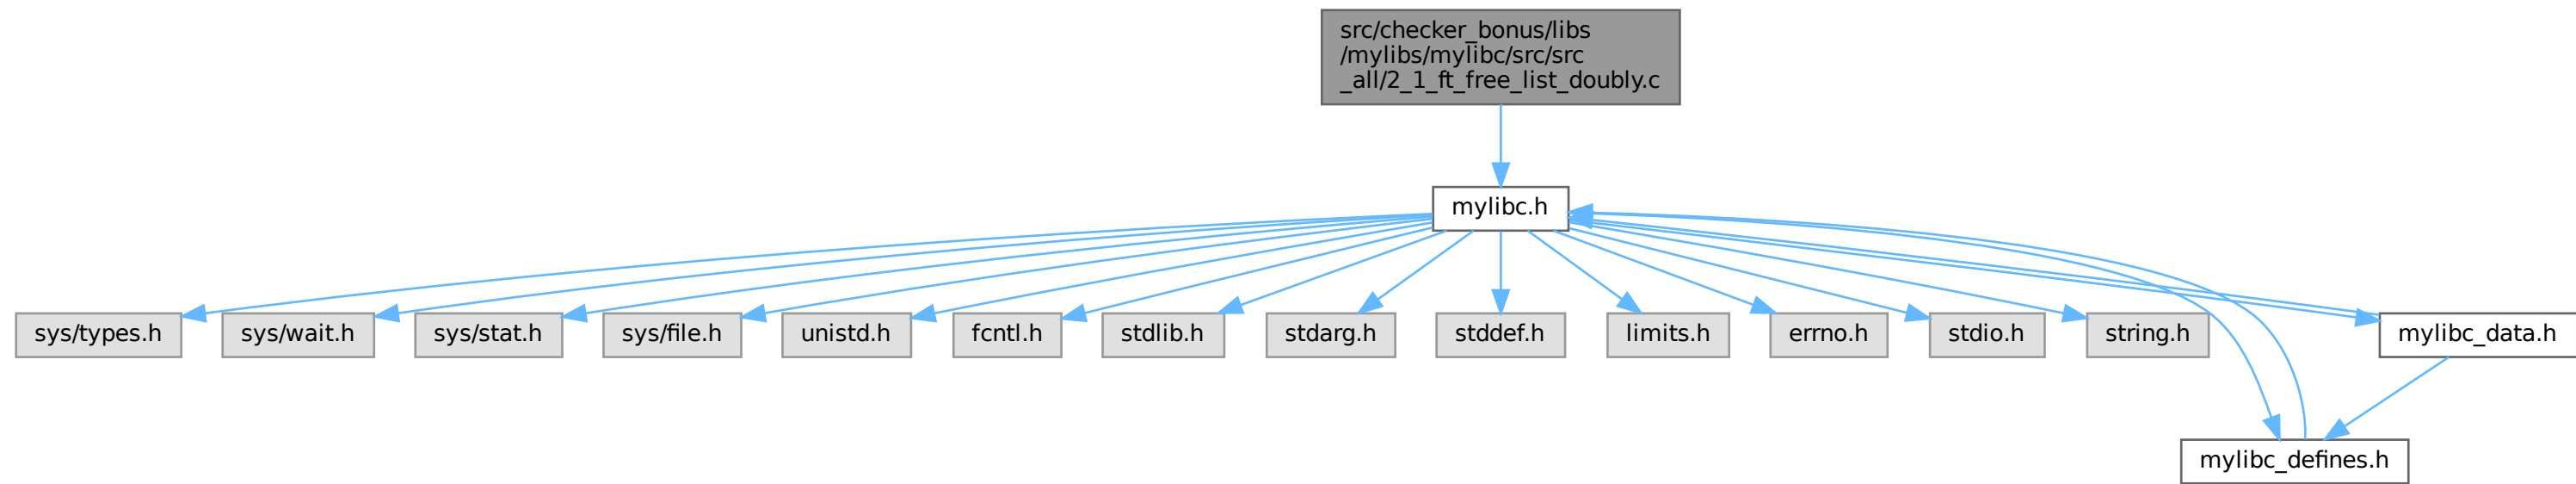 src/checker_bonus/libs
/mylibs/mylibc/src/src
_all/2_1_ft_free_list_doubly.c
mylibc.h
sys/types.h
sys/wait.h
sys/stat.h
sys/file.h
unistd.h
fcntl.h
stdlib.h
stdarg.h
stddef.h
limits.h
errno.h
stdio.h
string.h
mylibc_data.h
mylibc_defines.h